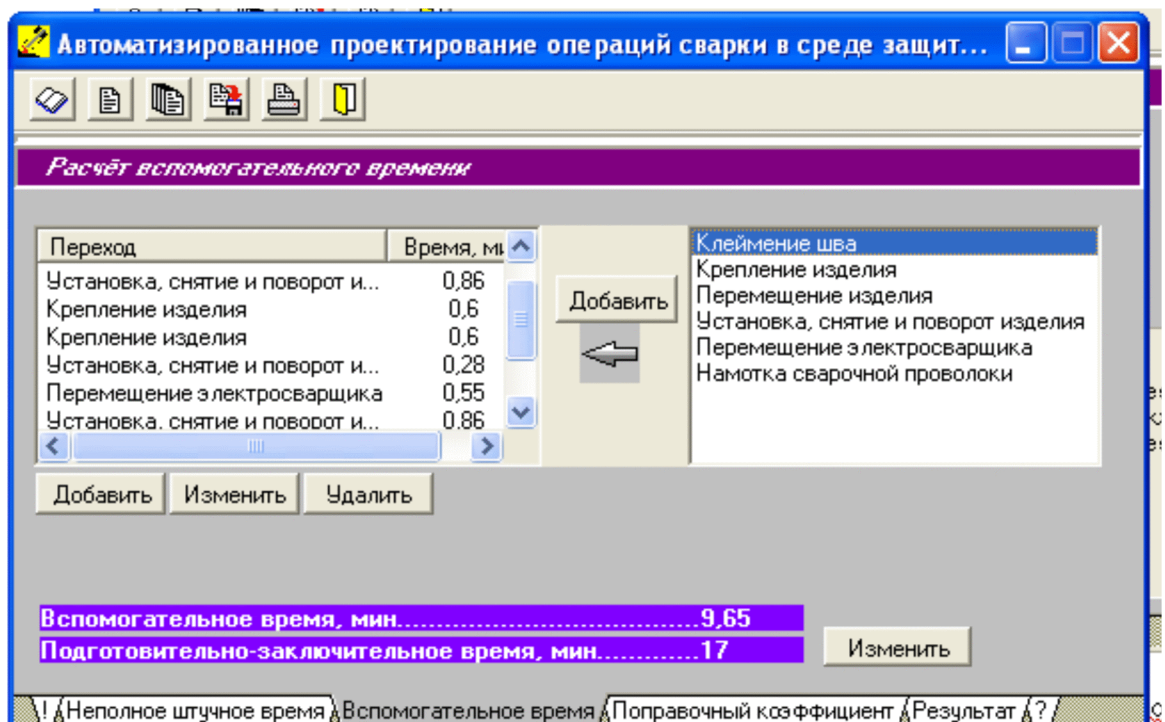 Автоматизированное проектирование операций сварки в среде защит...
Расчёт вспомогательного времени
Переход Время, ми
Установка, снятие и поворот и... 0,86
Крепление изделия 0,6
Крепление изделия 0,6
Установка, снятие и поворот и... 0,28
Перемещение электросварщика 0,55
Установка, снятие и поворот и... 0,86
Добавить
Клеймение шва
Крепление изделия
Перемещение изделия
Установка, снятие и поворот изделия
Перемещение электросварщика
Намотка сварочной проволоки
Добавить Изменить Удалить
Вспомогательное время, мин.....................................9,65
Подготовительно-заключительное время, мин............17
Изменить
! Неполное штучное время Вспомогательное время Поправочный коэффициент Результат ?